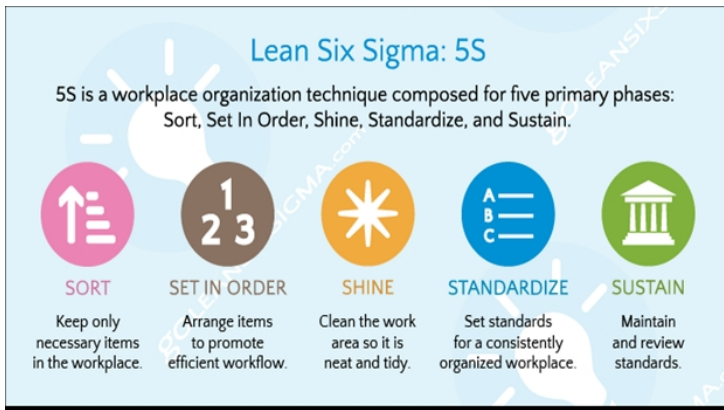 Lean Six Sigma: 5S
5S is a workplace organization technique composed for five primary phases:
Sort, Set In Order, Shine, Standardize, and Sustain.
1
2 3
A
B
C
SORT
Keep only
necessary items
in the workplace.
SET IN ORDER
Arrange items
to promote
efficient workflow.
SHINE
Clean the work
area so it is
neat and tidy.
STANDARDIZE
Set standards
for a consistently
organized workplace.
SUSTAIN
Maintain
and review
standards.